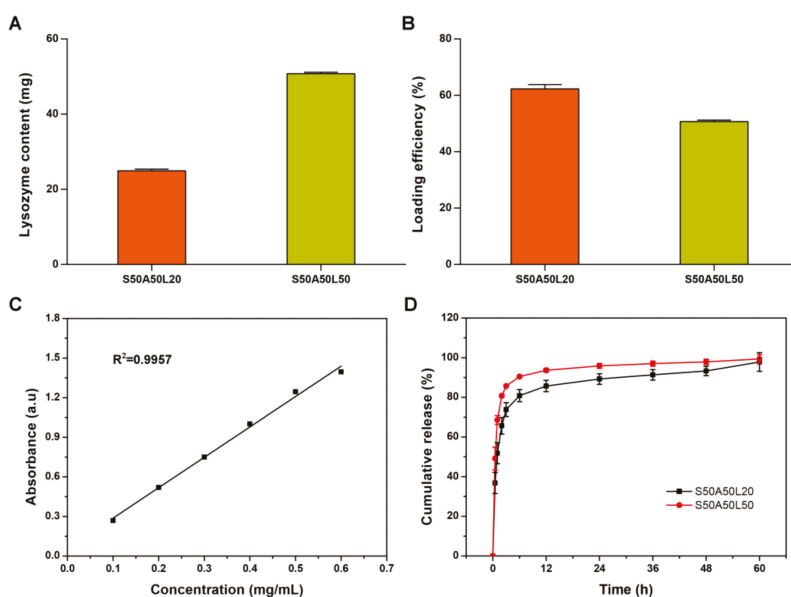 A
Lysozyme content (mg)
60
40
20
0
S50A50L20
S50A50L50
B
Loading efficiency (%)
80
60
40
20
0
S50A50L20
S50A50L50
C
Absorbance (a.u)
1.8
1.5
1.2
0.9
0.6
0.3
0.0
R²=0.9957
0.0 0.1 0.2 0.3 0.4 0.5 0.6 0.7
Concentration (mg/mL)
D
Cumulative release (%)
120
100
80
60
40
20
0
S50A50L20
S50A50L50
0 12 24 36 48 60
Time (h)